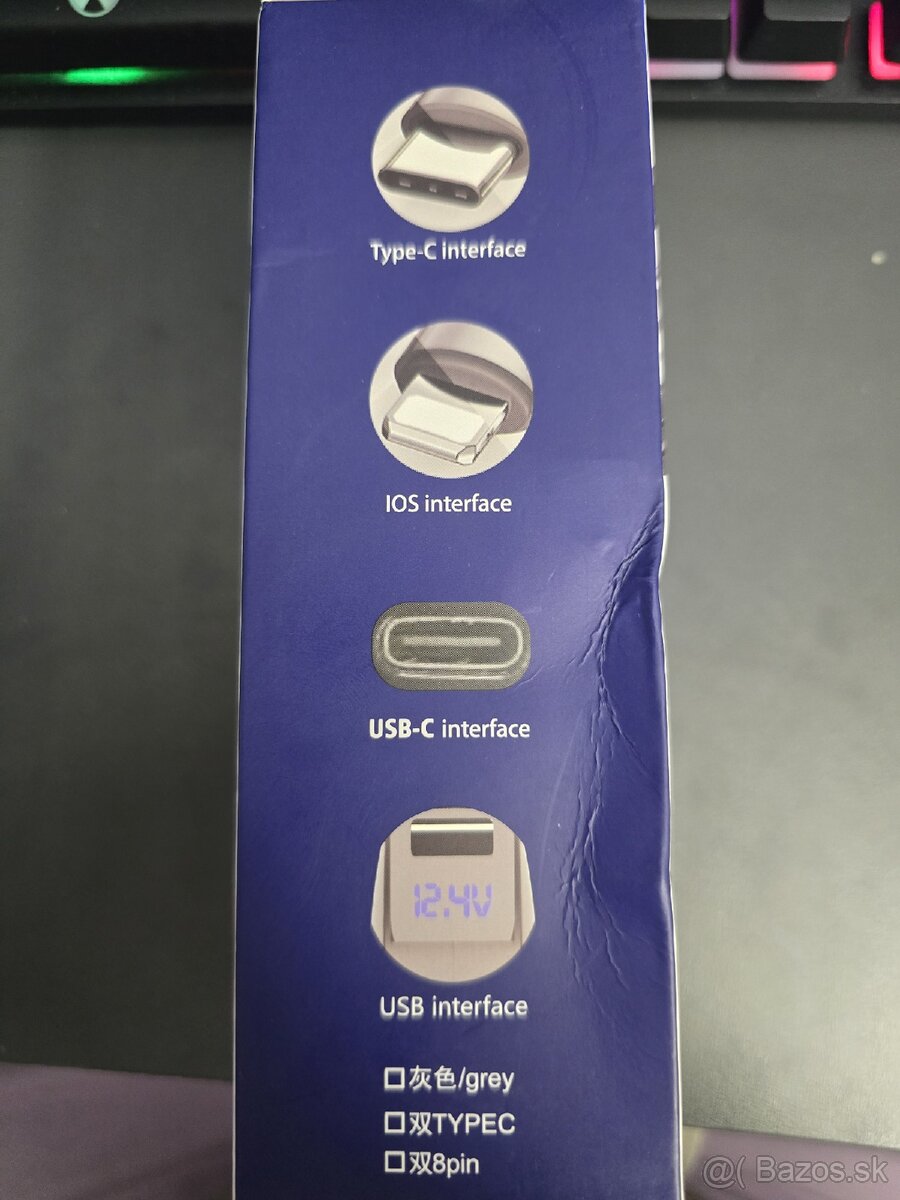 Type-C interface
IOS interface
USB-C interface
12.4V
USB interface
□灰色/grey
□双TYPEC
□双8pin
@( Bazos.sk